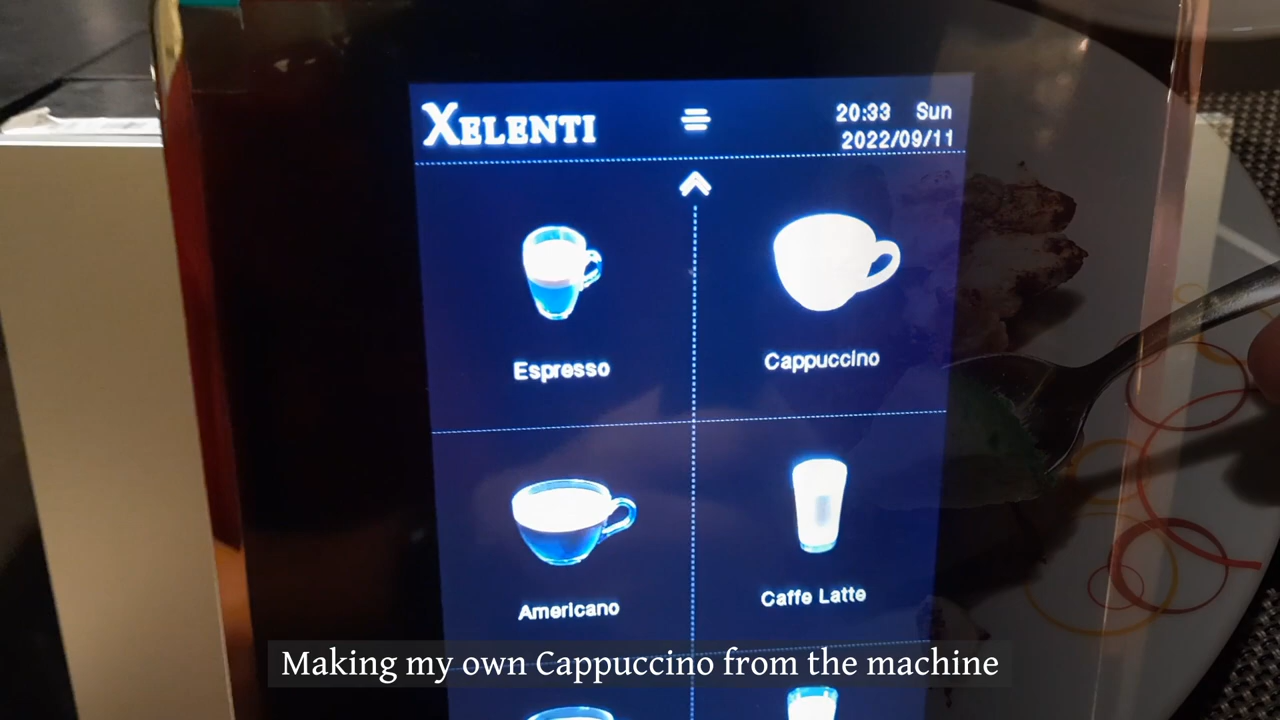 XELENTI
20:33 Sun
2022/09/11
Espresso
Cappuccino
Americano
Caffe Latte
Making my own Cappuccino from the machine